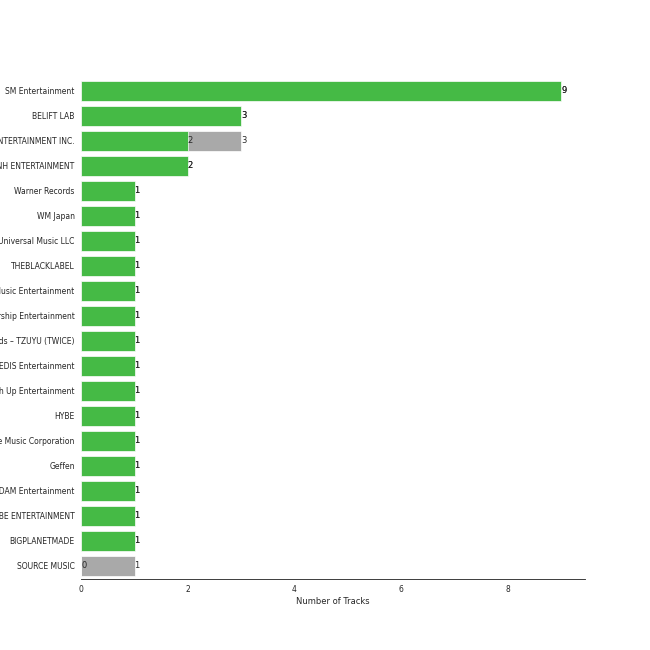 SM Entertainment 9
BELIFT LAB 3
NTERTAINMENT INC. 2 3
NH ENTERTAINMENT 2
Warner Records 1
WM Japan 1
Universal Music LLC 1
THEBLACKLABEL 1
usic Entertainment 1
rship Entertainment 1
ds – TZUYU (TWICE) 1
EDIS Entertainment 1
h Up Entertainment 1
HYBE 1
e Music Corporation 1
Geffen 1
DAM Entertainment 1
BE ENTERTAINMENT 1
BIGPLANETMADE 1
SOURCE MUSIC 0 1
0 2 4 6 8
Number of Tracks